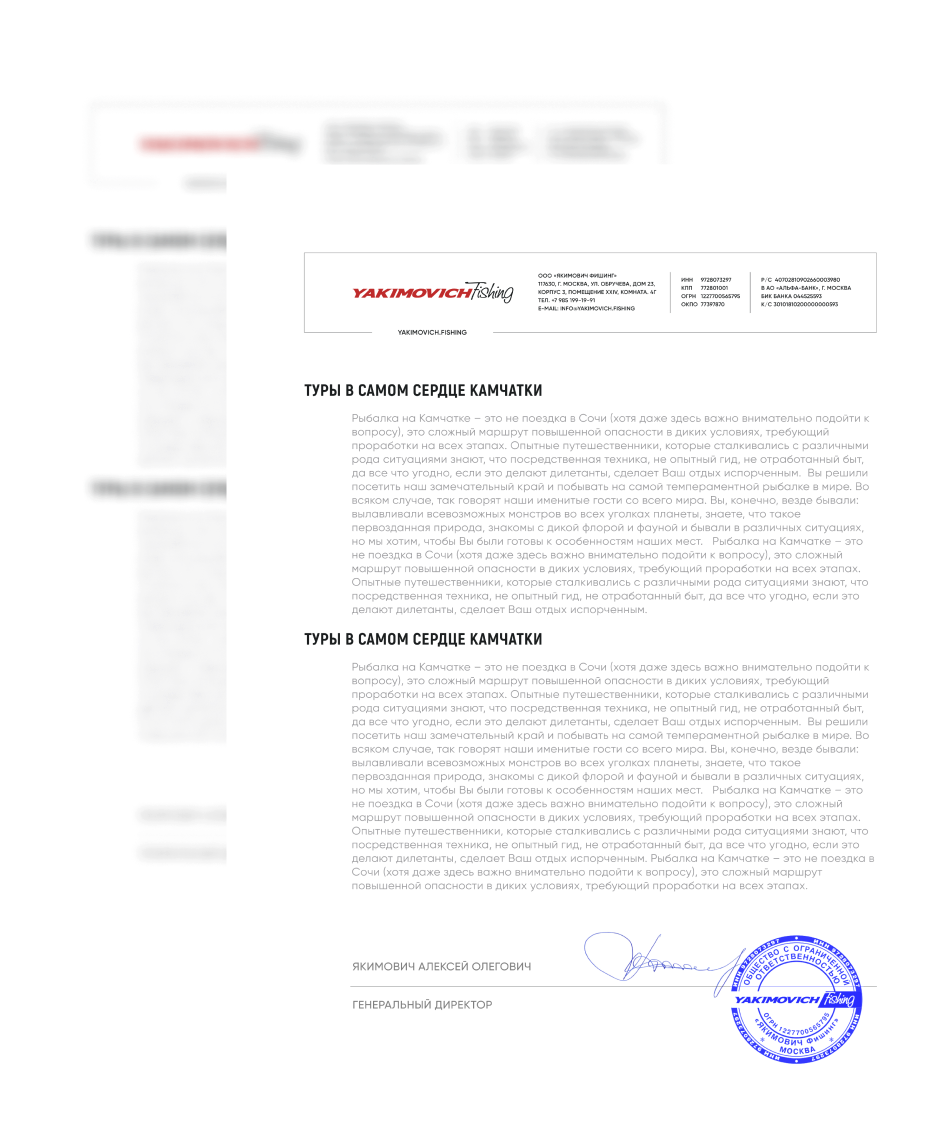 YAKIMOVICH Fishing
ООО «ЯКИМОВИЧ ФИШИНГ»
117630, Г. МОСКВА, УЛ. ОБРУЧЕВА, ДОМ 23,
КОРПУС 3, ПОМЕЩЕНИЕ XXIV, КОМНАТА. 4Г
ТЕЛ. +7 985 199-19-91
E-MAIL: INFO@YAKIMOVICH.FISHING
ИНН 9728073297
КПП 772801001
ОГРН 1227700565795
ОКПО 77397870
Р/С 40702810902660003980
В АО «АЛЬФА-БАНК», Г. МОСКВА
БИК БАНКА 044525593
К/С 30101810200000000593
YAKIMOVICH.FISHING
ТУРЫ В САМОМ СЕРДЦЕ КАМЧАТКИ
Рыбалка на Камчатке – это не поездка в Сочи (хотя даже здесь важно внимательно подойти к
вопросу), это сложный маршрут повышенной опасности в диких условиях, требующий
проработки на всех этапах. Опытные путешественники, которые сталкивались с различными
рода ситуациями знают, что посредственная техника, не опытный гид, не отработанный быт,
да все что угодно, если это делают дилетанты, сделает Ваш отдых испорченным. Вы решили
посетить наш замечательный край и побывать на самой темпераментной рыбалке в мире. Во
всяком случае, так говорят наши именитые гости со всего мира. Вы, конечно, везде бывали:
вылавливали всевозможных монстров во всех уголках планеты, знаете, что такое
первозданная природа, знакомы с дикой флорой и фауной и бывали в различных ситуациях,
но мы хотим, чтобы Вы были готовы к особенностям наших мест. Рыбалка на Камчатке – это
не поездка в Сочи (хотя даже здесь важно внимательно подойти к вопросу), это сложный
маршрут повышенной опасности в диких условиях, требующий проработки на всех этапах.
Опытные путешественники, которые сталкивались с различными рода ситуациями знают, что
посредственная техника, не опытный гид, не отработанный быт, да все что угодно, если это
делают дилетанты, сделает Ваш отдых испорченным.
ТУРЫ В САМОМ СЕРДЦЕ КАМЧАТКИ
Рыбалка на Камчатке – это не поездка в Сочи (хотя даже здесь важно внимательно подойти к
вопросу), это сложный маршрут повышенной опасности в диких условиях, требующий
проработки на всех этапах. Опытные путешественники, которые сталкивались с различными
рода ситуациями знают, что посредственная техника, не опытный гид, не отработанный быт,
да все что угодно, если это делают дилетанты, сделает Ваш отдых испорченным. Вы решили
посетить наш замечательный край и побывать на самой темпераментной рыбалке в мире. Во
всяком случае, так говорят наши именитые гости со всего мира. Вы, конечно, везде бывали:
вылавливали всевозможных монстров во всех уголках планеты, знаете, что такое
первозданная природа, знакомы с дикой флорой и фауной и бывали в различных ситуациях,
но мы хотим, чтобы Вы были готовы к особенностям наших мест. Рыбалка на Камчатке – это
не поездка в Сочи (хотя даже здесь важно внимательно подойти к вопросу), это сложный
маршрут повышенной опасности в диких условиях, требующий проработки на всех этапах.
Опытные путешественники, которые сталкивались с различными рода ситуациями знают, что
посредственная техника, не опытный гид, не отработанный быт, да все что угодно, если это
делают дилетанты, сделает Ваш отдых испорченным. Рыбалка на Камчатке – это не поездка в
Сочи (хотя даже здесь важно внимательно подойти к вопросу), это сложный маршрут
повышенной опасности в диких условиях, требующий проработки на всех этапах.
ЯКИМОВИЧ АЛЕКСЕЙ ОЛЕГОВИЧ
ГЕНЕРАЛЬНЫЙ ДИРЕКТОР
ИНН 9728073297 ИНН 9728073297
ОБЩЕСТВО С ОГРАНИЧЕННОЙ
ОТВЕТСТВЕННОСТЬЮ
YAKIMOVICH Fishing
ОГРН 1227700565795
«ЯКИМОВИЧ Фишинг»
МОСКВА
ИНН 9728073297 ИНН 9728073297